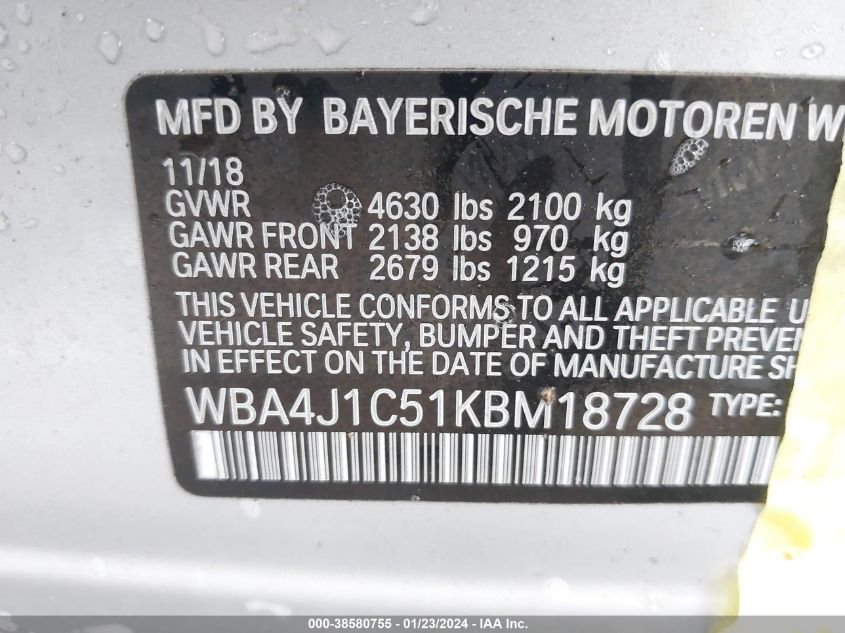 MFD BY BAYERISCHE MOTOREN W
11/18
GVWR 4630 lbs 2100 kg
GAWR FRONT 2138 lbs 970 kg
GAWR REAR 2679 lbs 1215 kg
THIS VEHICLE CONFORMS TO ALL APPLICABLE U
VEHICLE SAFETY, BUMPER AND THEFT PREVEN
IN EFFECT ON THE DATE OF MANUFACTURE SH
WBA4J1C51KBM18728 TYPE:
000-38580755 - 01/23/2024 - IAA Inc.